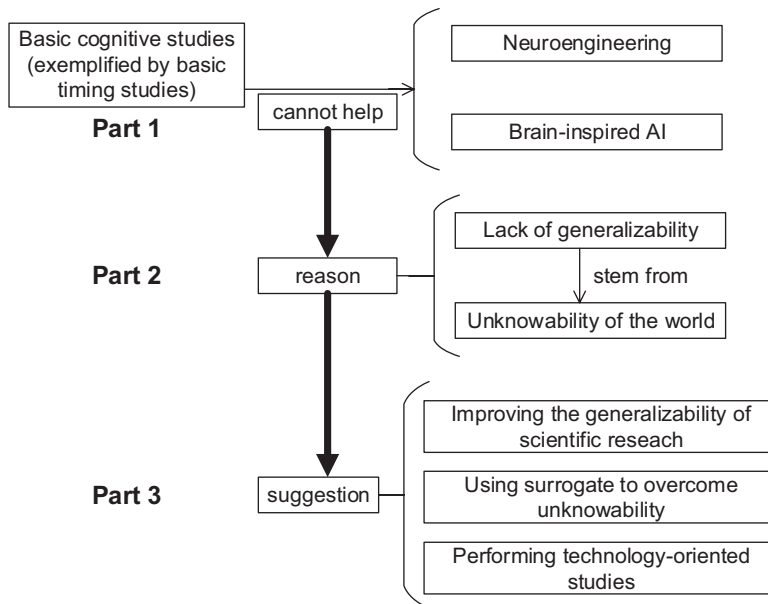 Basic cognitive studies
(exemplified by basic
timing studies)
Part 1
cannot help
Neuroengineering
Brain-inspired AI
Part 2
reason
Lack of generalizability
stem from
Unknowability of the world
Part 3
suggestion
Improving the generalizability of
scientific reseach
Using surrogate to overcome
unknowability
Performing technology-oriented
studies